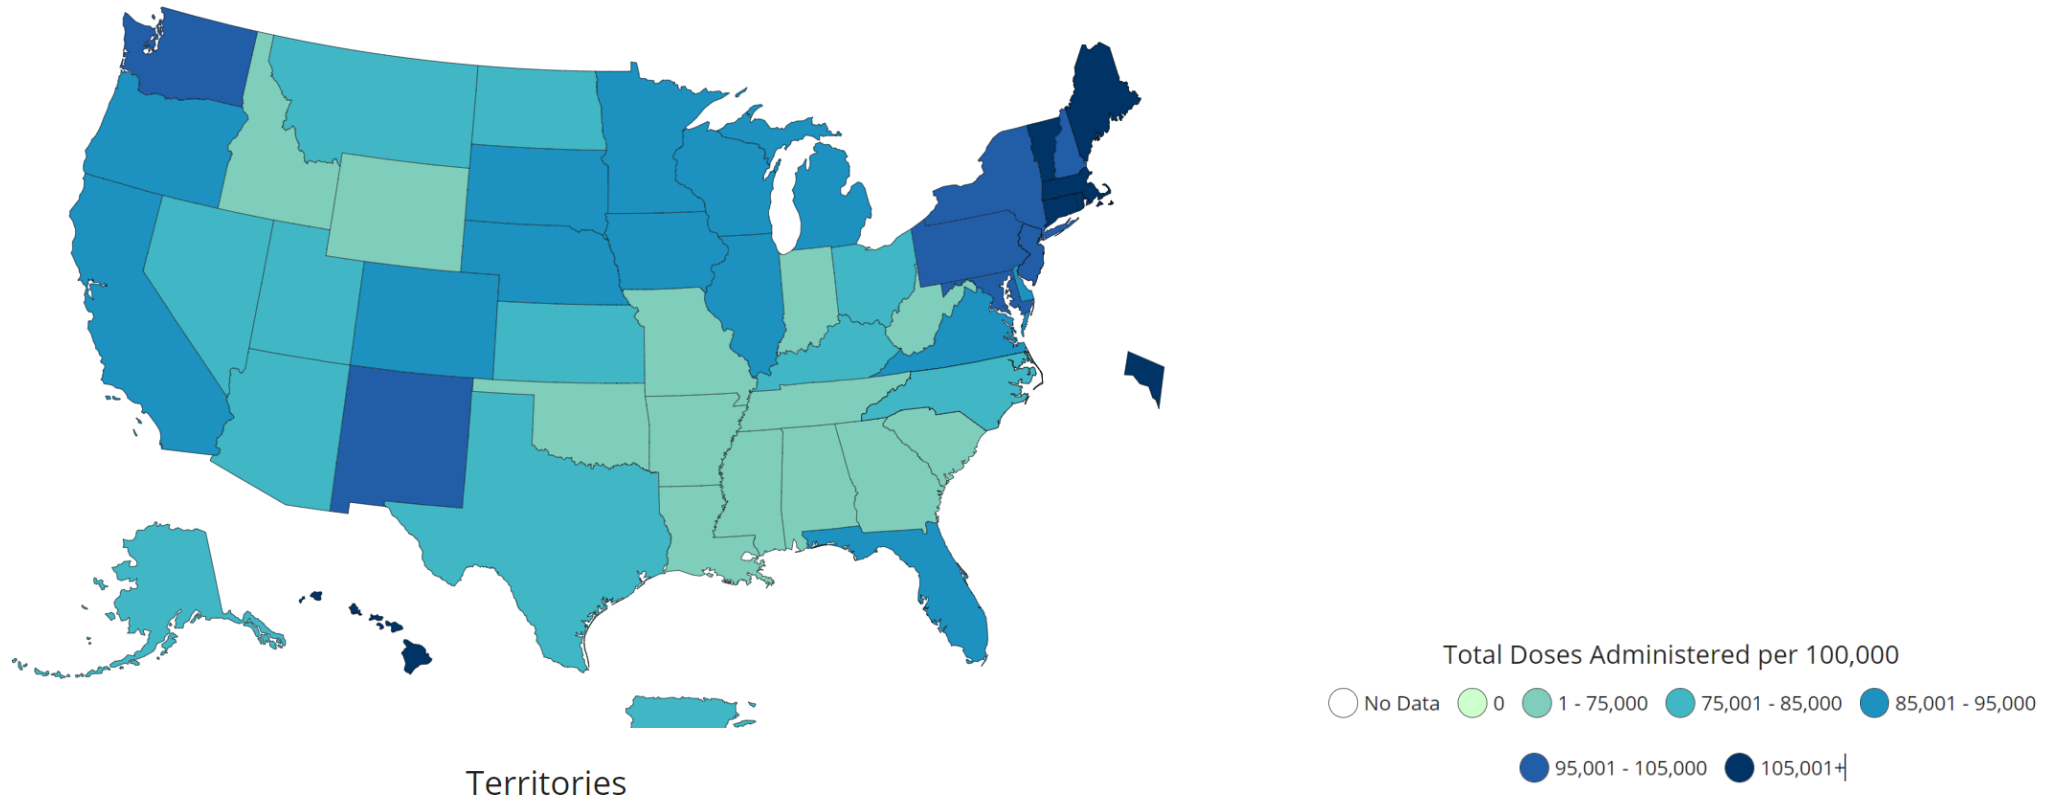 Total Doses Administered per 100,000
No Data 0 1 - 75,000 75,001 - 85,000 85,001 - 95,000
95,001 - 105,000 105,001+
Territories